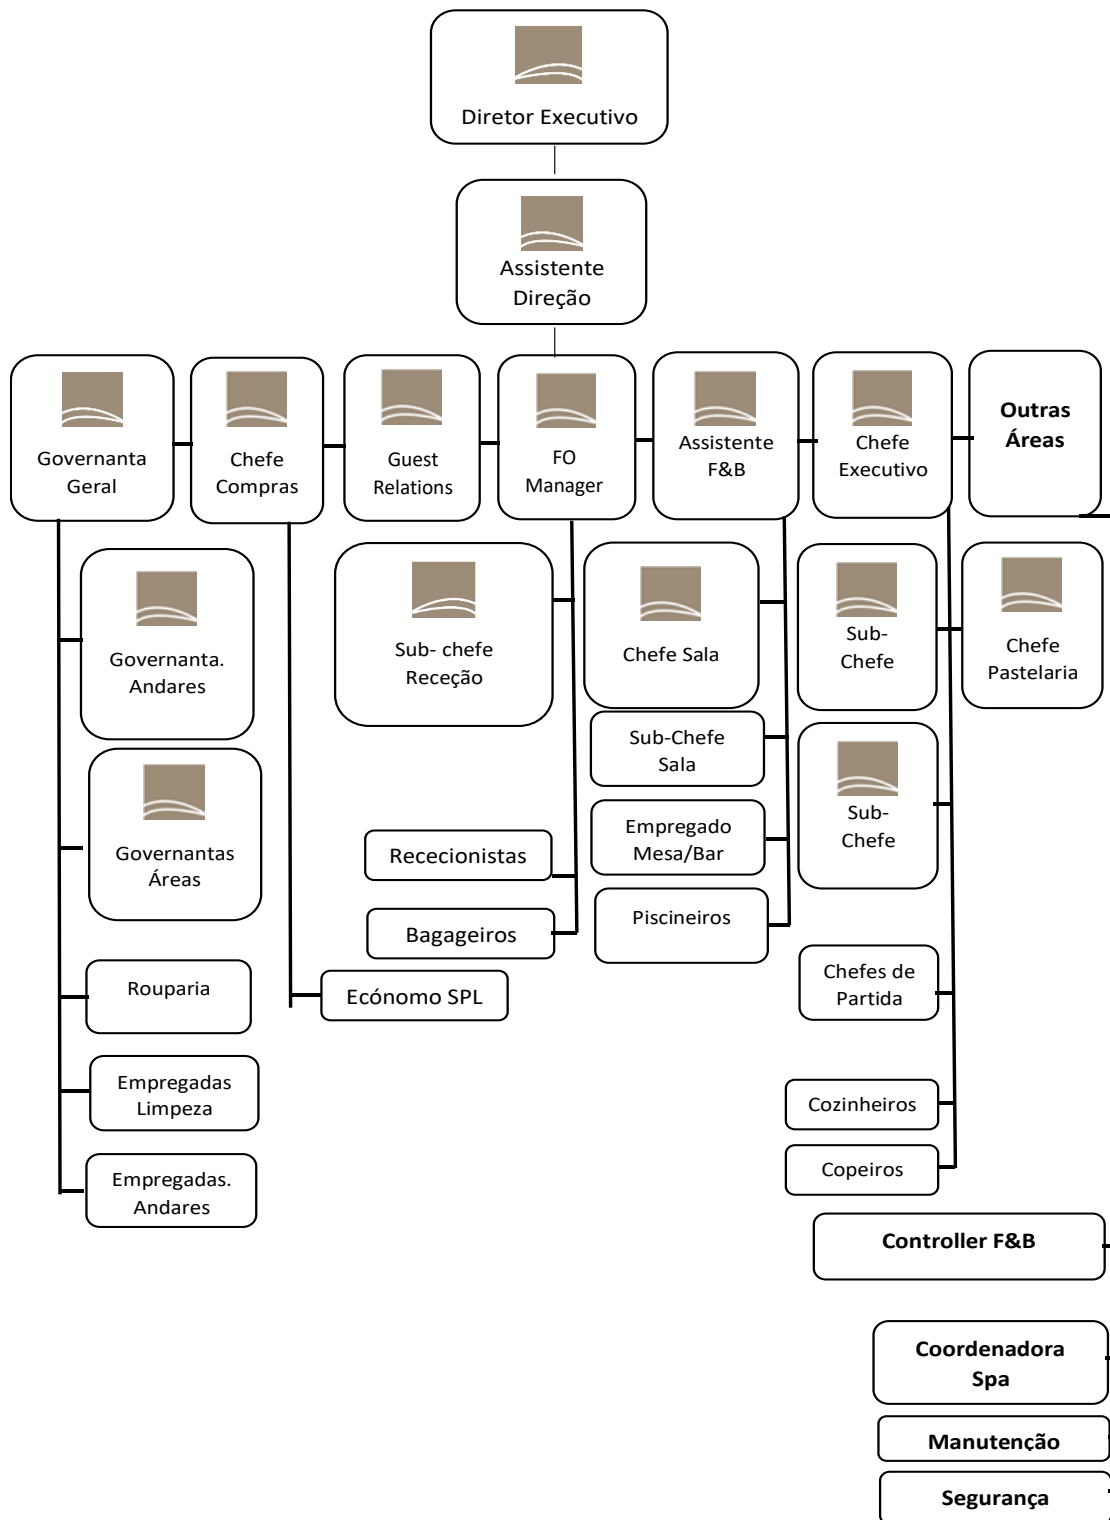 Diretor Executivo
Assistente
Direção
Governanta
Geral
Chefe
Compras
Guest
Relations
FO
Manager
Assistente
F&B
Chefe
Executivo
Outras
Áreas
Governanta.
Andares
Sub- chefe
Receção
Chefe Sala
Sub-
Chefe
Chefe
Pastelaria
Sub-Chefe
Sala
Governantas
Áreas
Rececionistas
Empregado
Mesa/Bar
Sub-
Chefe
Bagageiros
Piscineiros
Rouparia
Ecónomo SPL
Chefes de
Partida
Empregadas
Limpeza
Cozinheiros
Empregadas.
Andares
Copeiros
Controller F&B
Coordenadora
Spa
Manutenção
Segurança